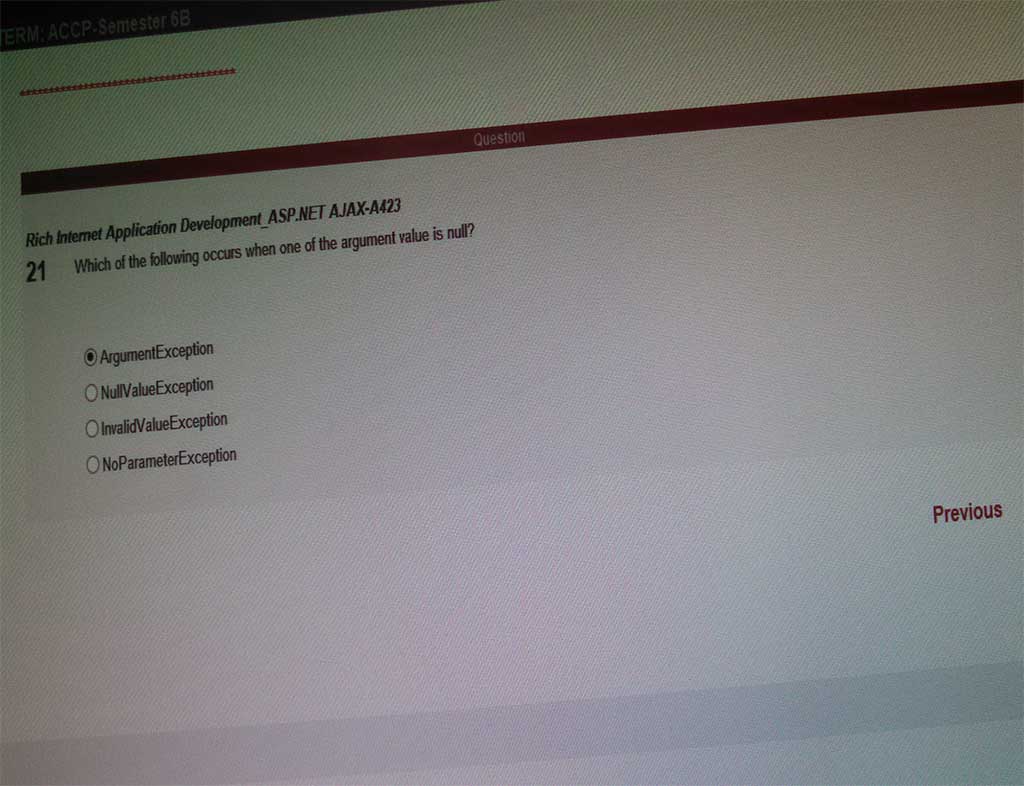 TERM: ACCP-Semester 6B
****************************************
Question
Rich Internet Application Development_ASP.NET AJAX-A423
21 Which of the following occurs when one of the argument value is null?
ArgumentException
NullValueException
InvalidValueException
NoParameterException
Previous